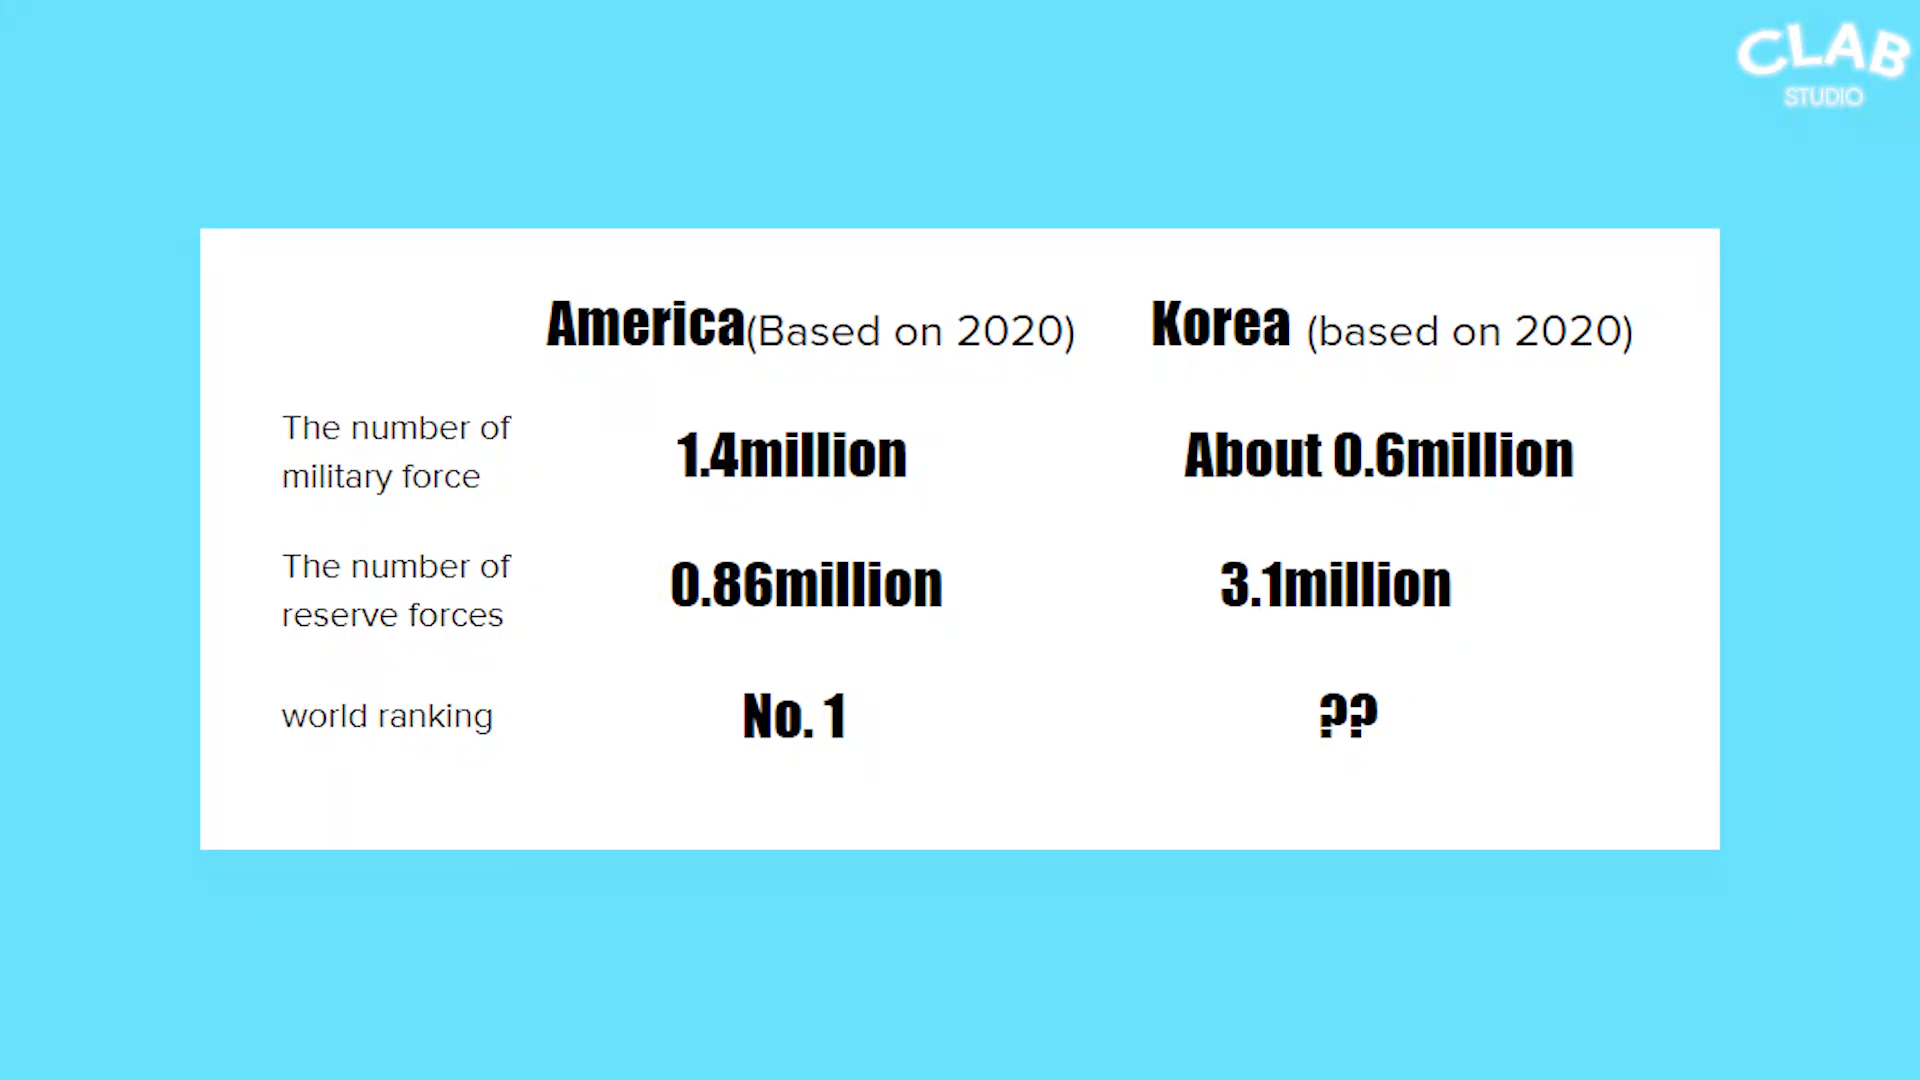 CLAB
STUDIO
America(Based on 2020) Korea (based on 2020)
The number of
military force
1.4million About 0.6million
The number of
reserve forces
0.86million 3.1million
world ranking No. 1 ??